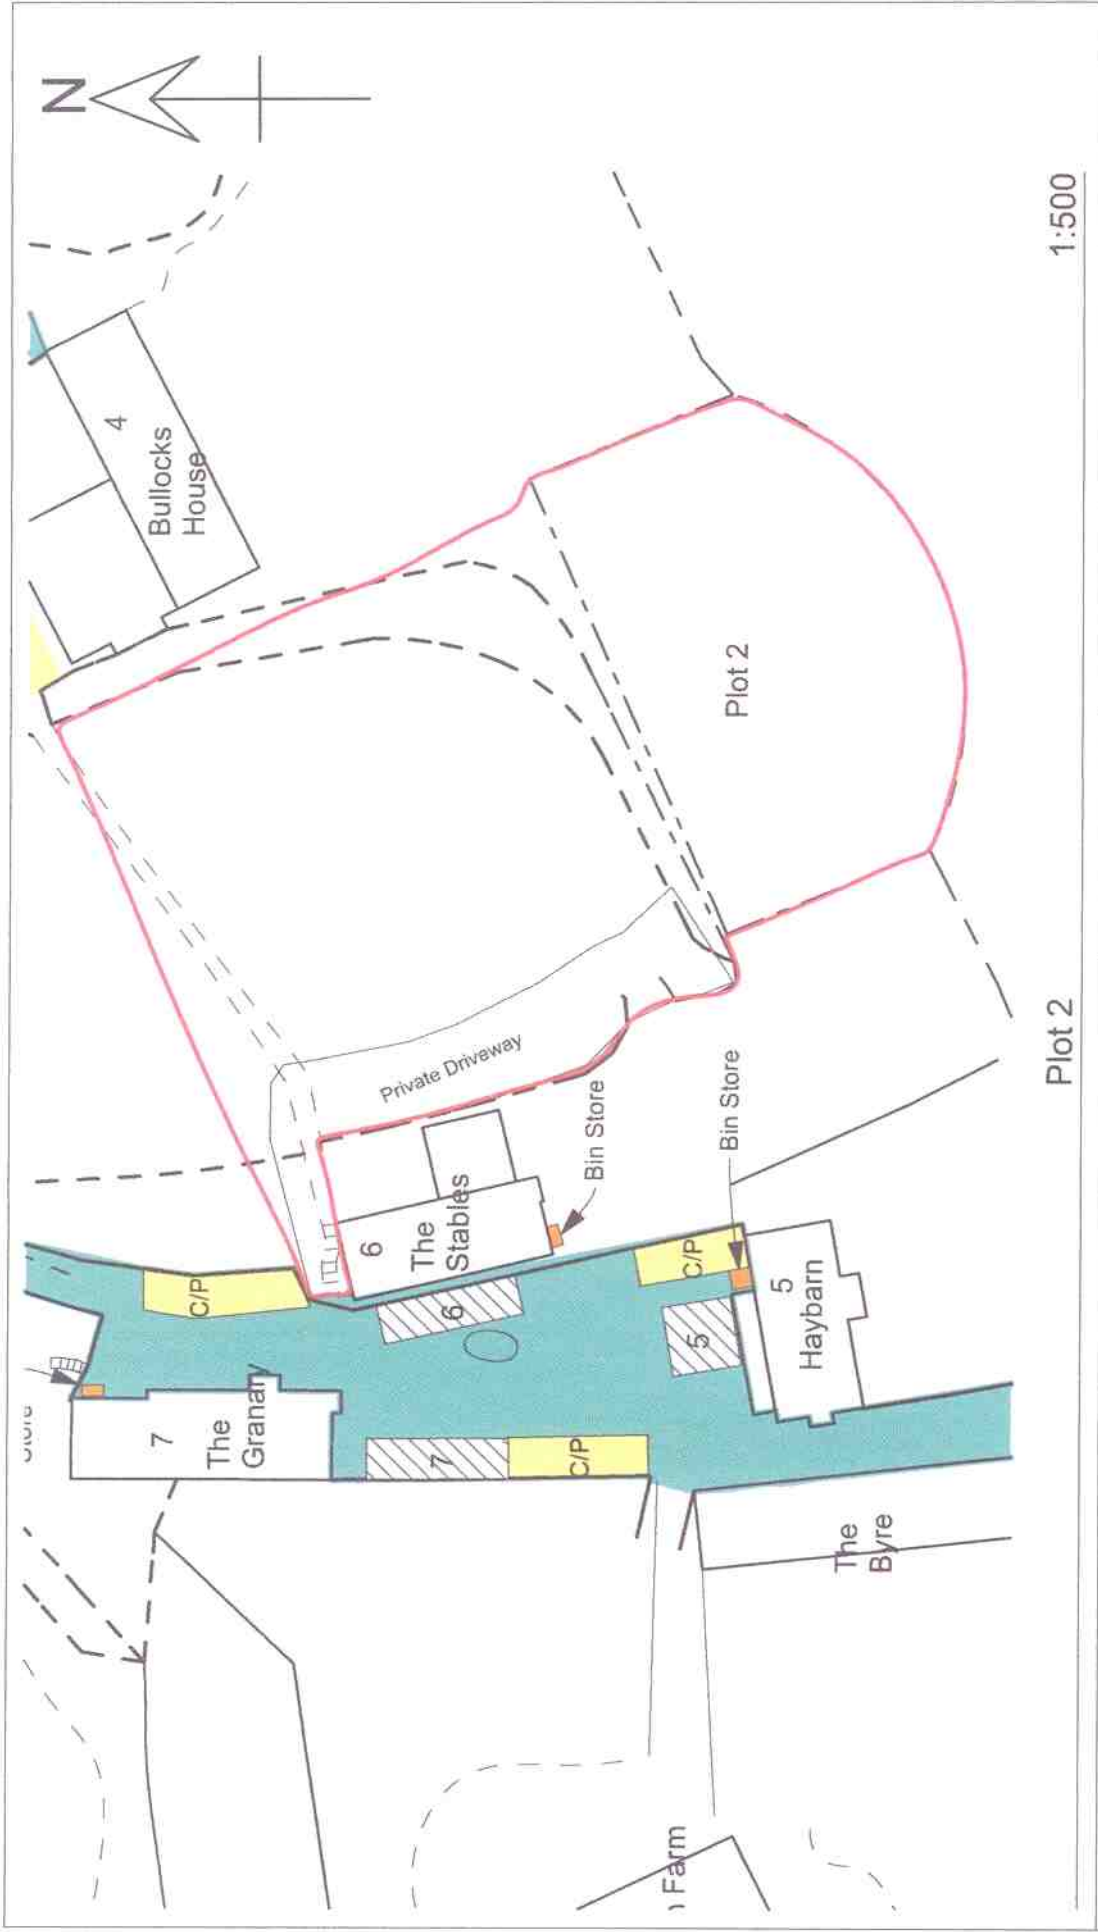 N
4
Bullocks
House
Plot 2
Private Driveway
6
The
Stables
Bin Store
Bin Store
C/P
6
C/P
5
5
Haybarn
7
The
Granary
7
C/P
The
Byre
Farm
Plot 2
1:500